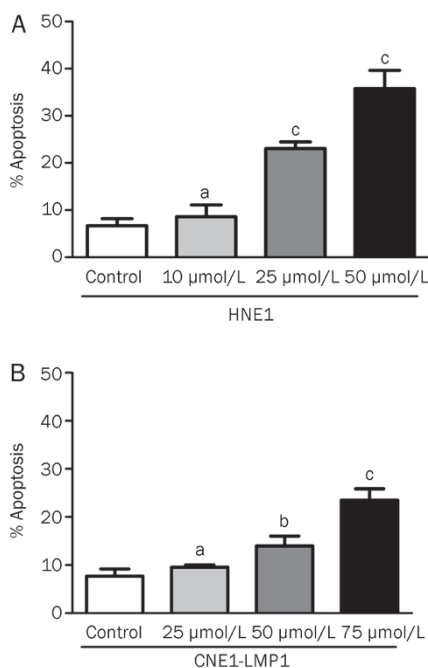 A
% Apoptosis
50
40
30
20
10
0
a
c
c
Control 10 μmol/L 25 μmol/L 50 μmol/L
HNE1
B
% Apoptosis
50
40
30
20
10
0
a
b
c
Control 25 μmol/L 50 μmol/L 75 μmol/L
CNE1-LMP1